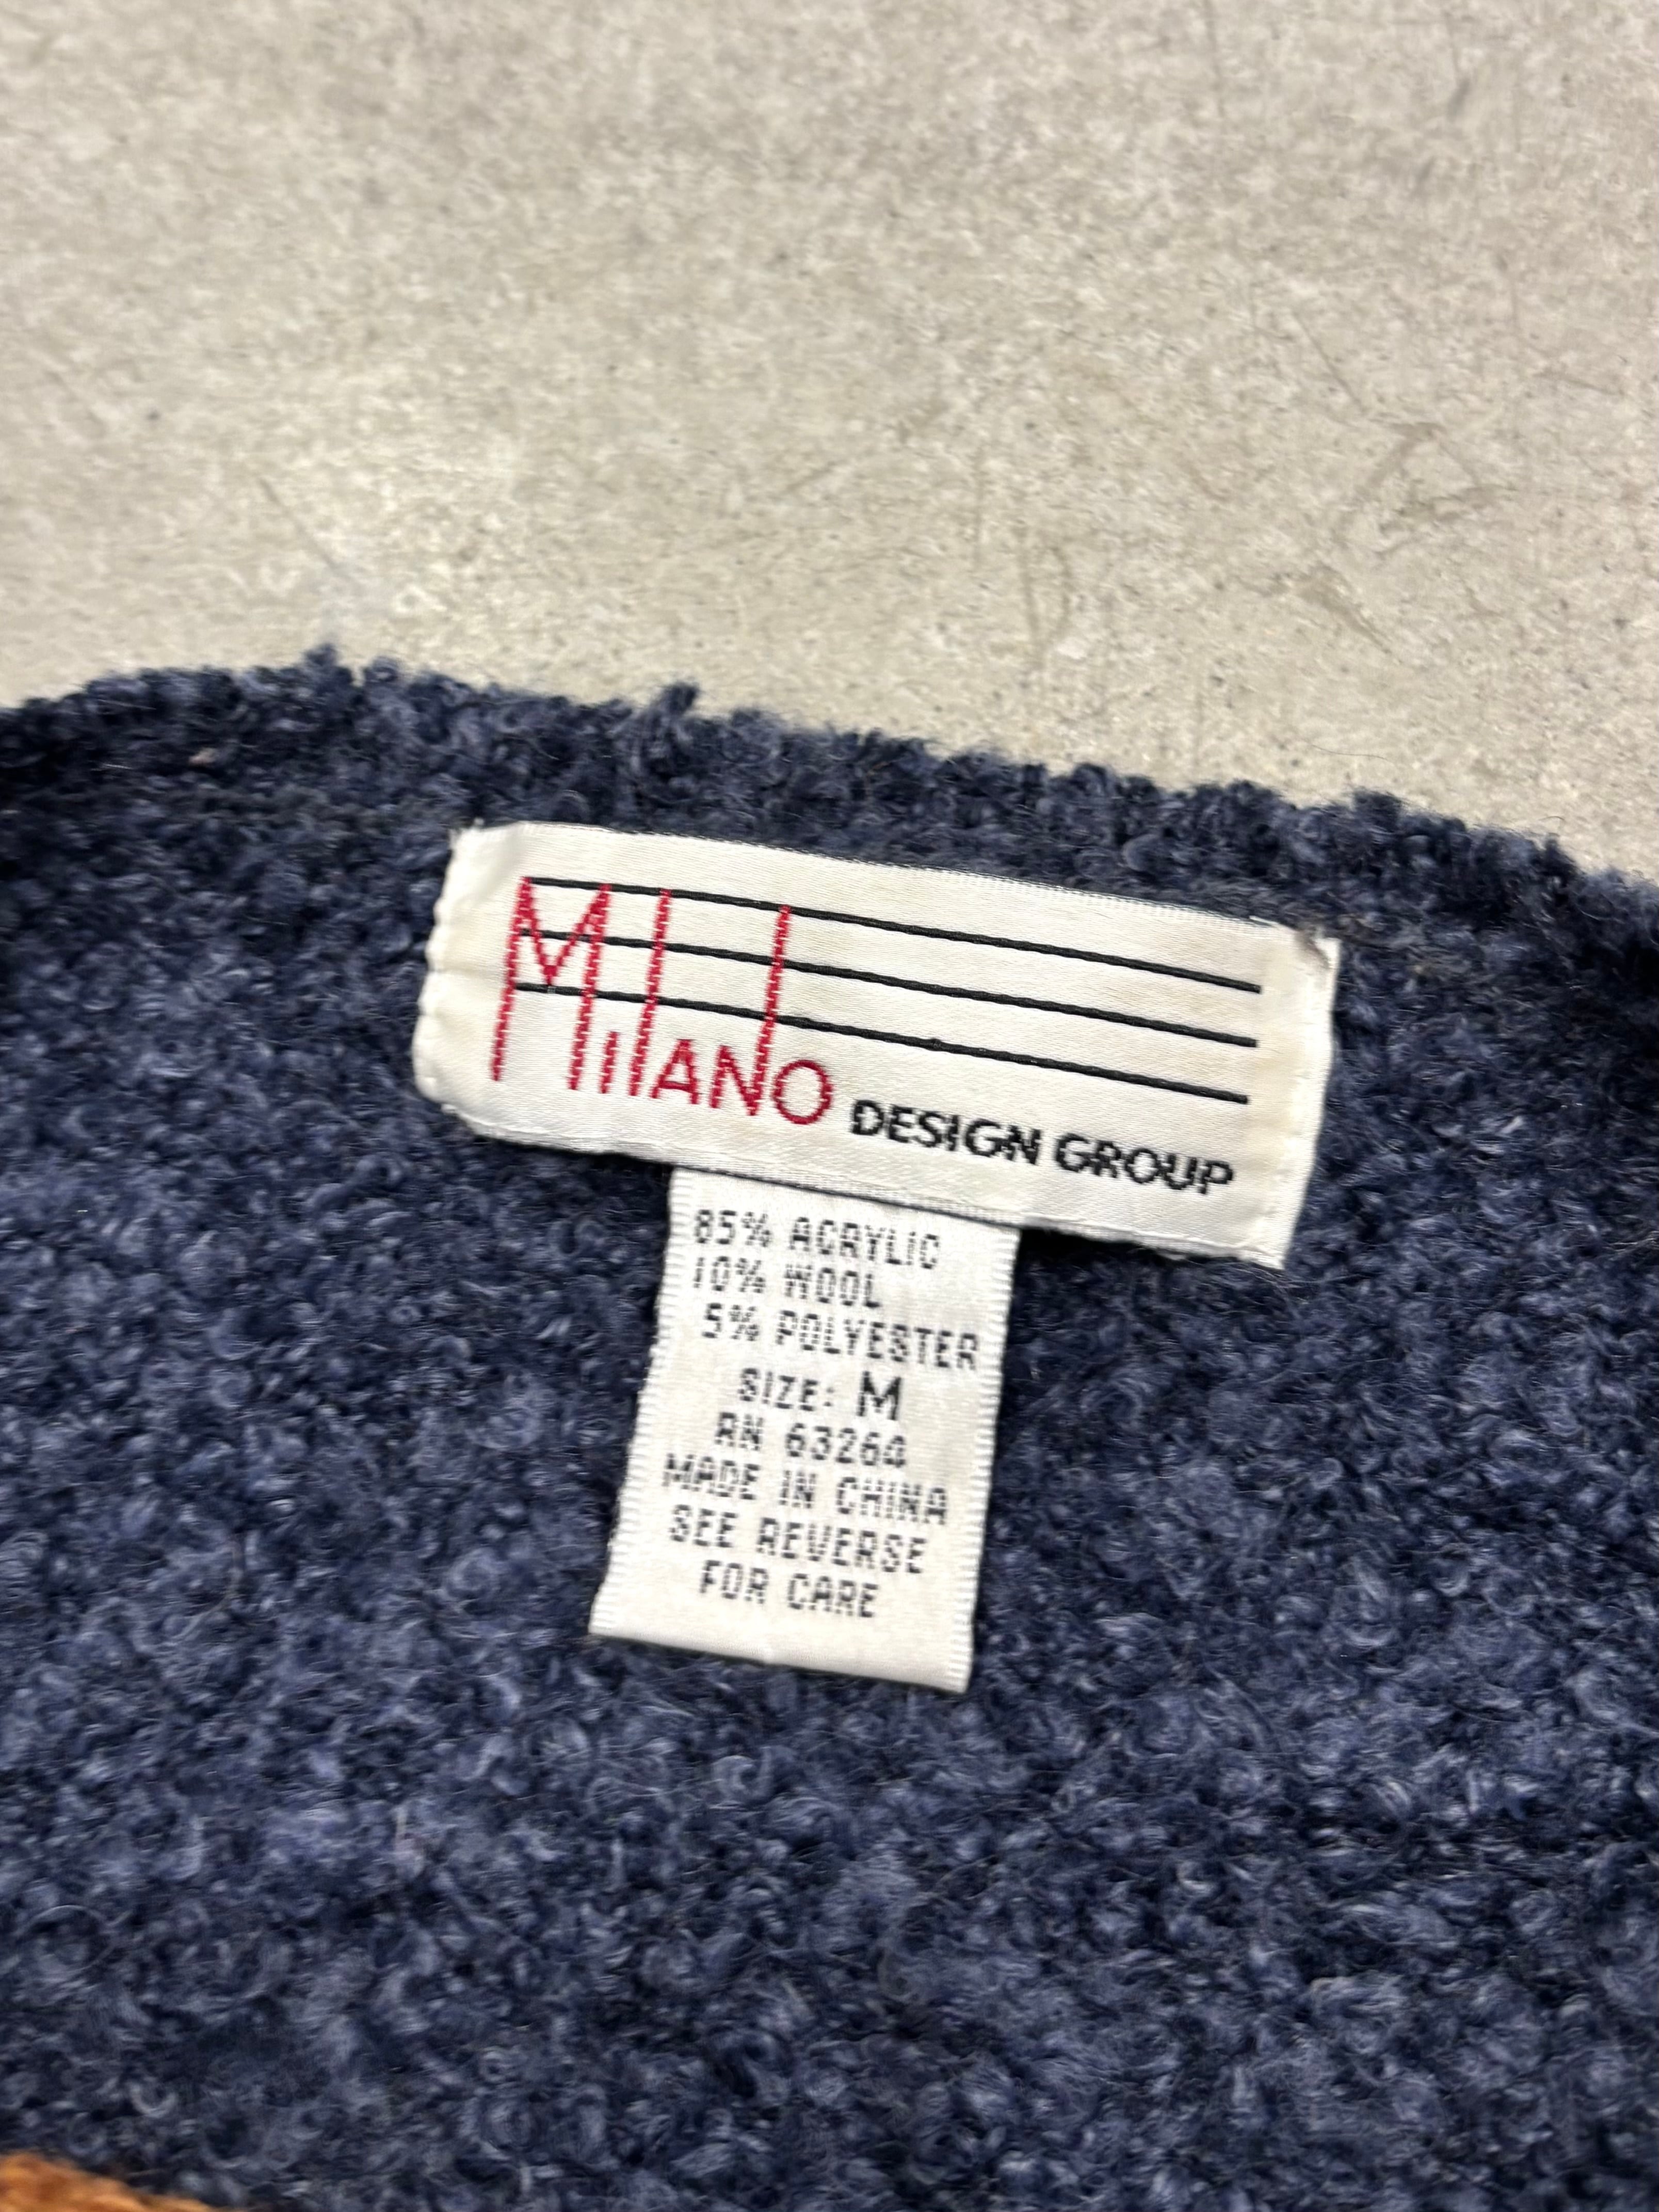 MilANO DESIGN GROUP
85% ACRYLIC
10% WOOL
5% POLYESTER
SIZE: M
RN 63264
MADE IN CHINA
SEE REVERSE
FOR CARE